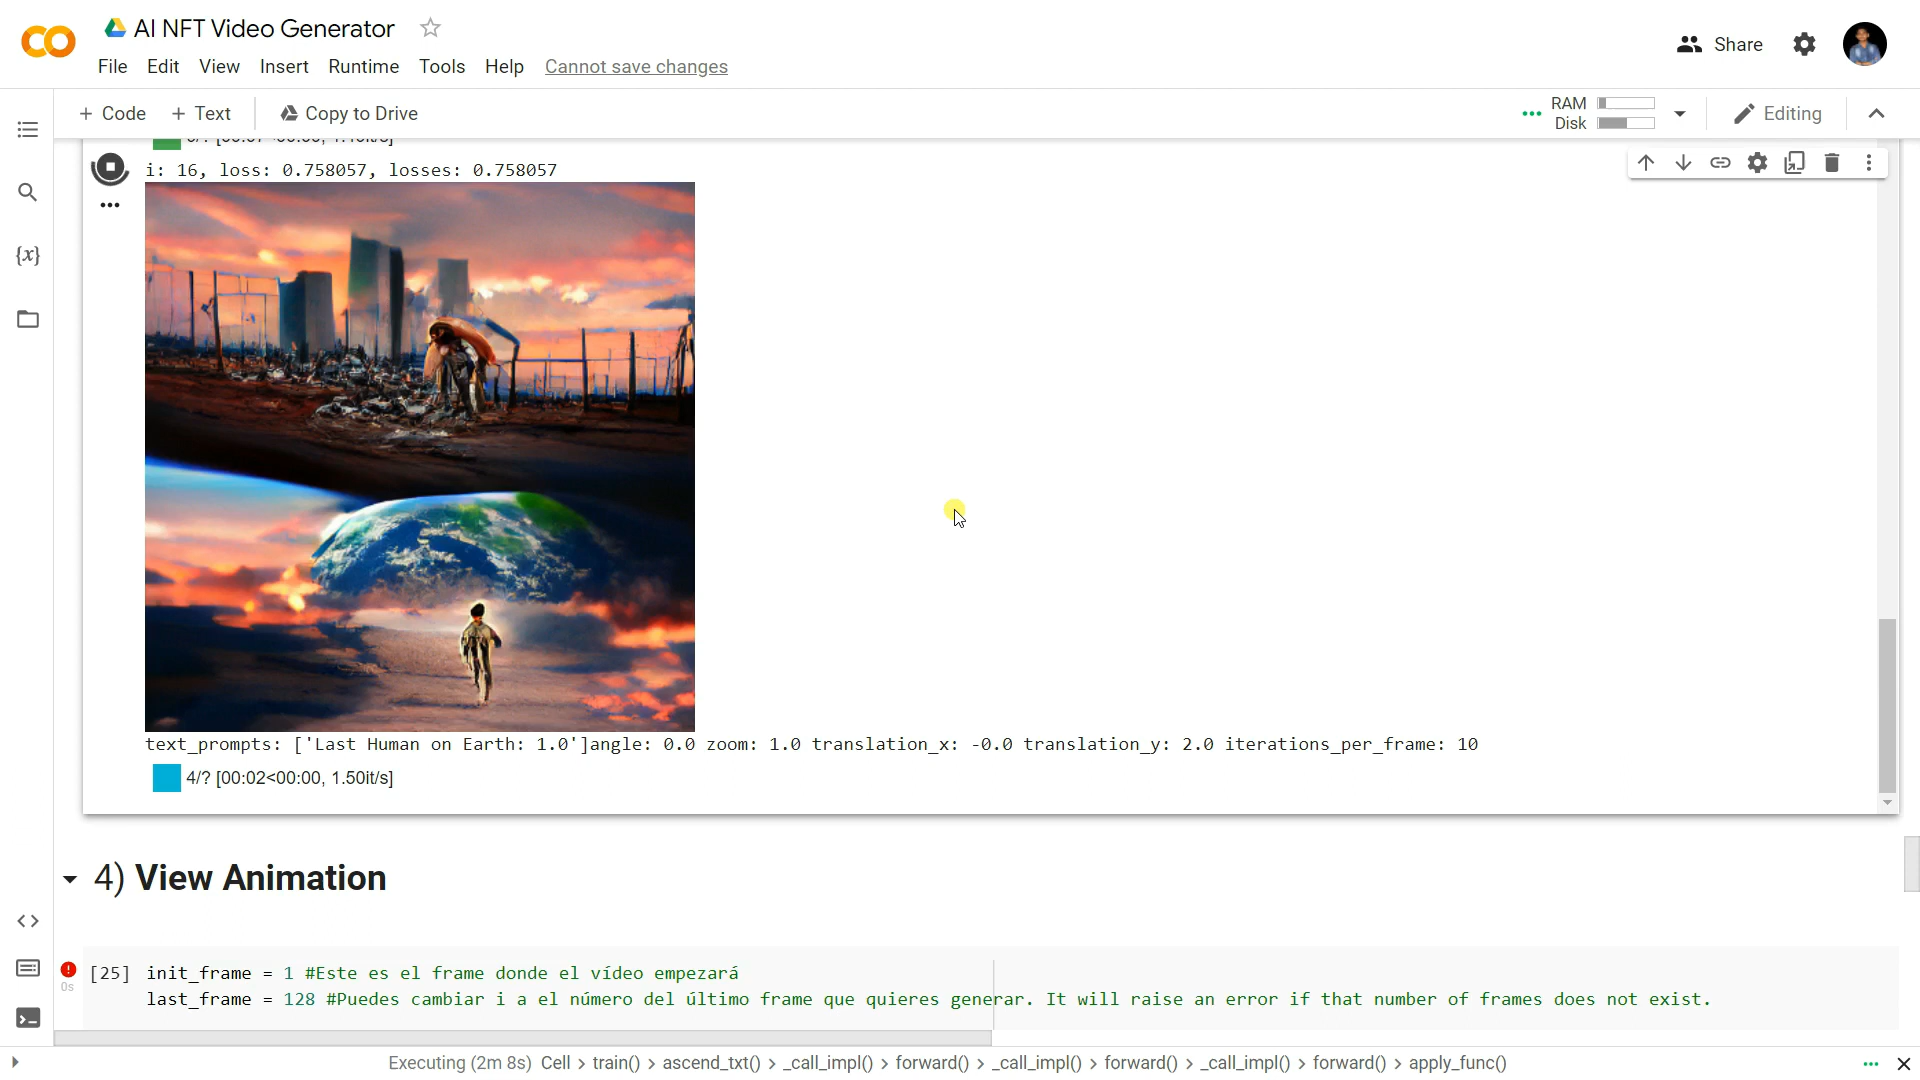 AI NFT Video Generator
File Edit View Insert Runtime Tools Help Cannot save changes
Share
+ Code + Text Copy to Drive
RAM
Disk
Editing
i: 16, loss: 0.758057, losses: 0.758057
{x}
text_prompts: ['Last Human on Earth: 1.0']angle: 0.0 zoom: 1.0 translation_x: -0.0 translation_y: 2.0 iterations_per_frame: 10
4/? [00:02<00:00, 1.50it/s]
4) View Animation
[25] init_frame = 1 #Este es el frame donde el vídeo empezará
0s
last_frame = 128 #Puedes cambiar i a el número del último frame que quieres generar. It will raise an error if that number of frames does not exist.
Executing (2m 8s) Cell > train() > ascend_txt() > _call_impl() > forward() > _call_impl() > forward() > _call_impl() > forward() > apply_func()